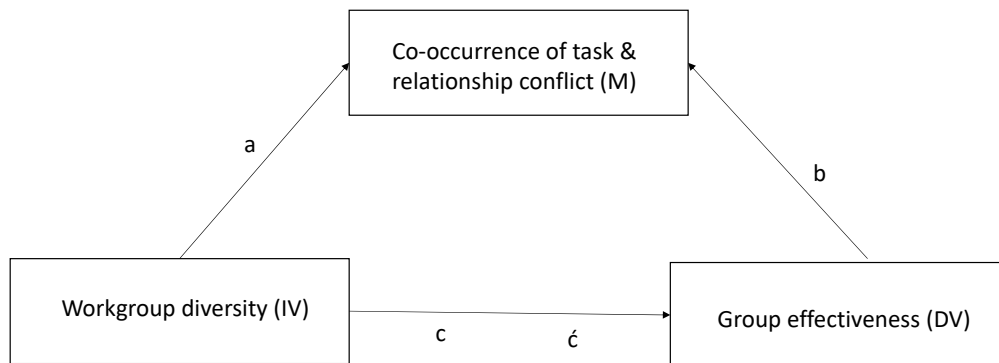 Co-occurrence of task &
relationship conflict (M)
a
b
Workgroup diversity (IV)
c
ć
Group effectiveness (DV)